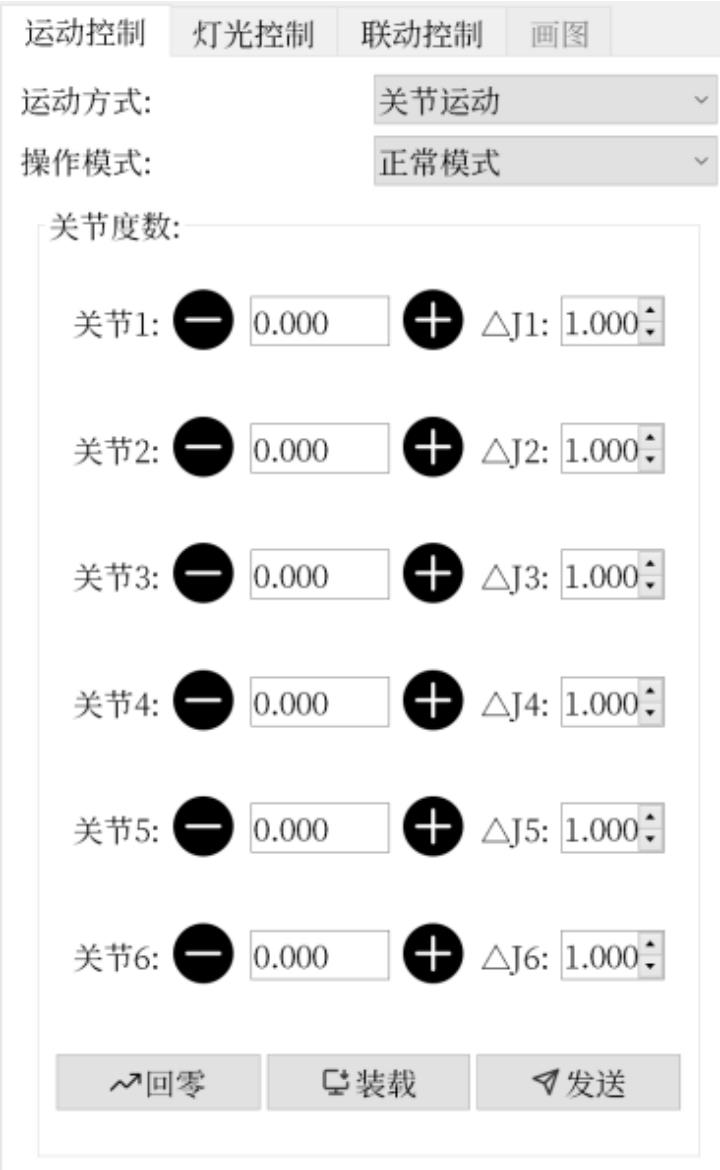 运动控制 灯光控制 联动控制 画图
运动方式: 关节运动
操作模式: 正常模式
关节度数:
关节1: 0.000 △J1: 1.000
关节2: 0.000 △J2: 1.000
关节3: 0.000 △J3: 1.000
关节4: 0.000 △J4: 1.000
关节5: 0.000 △J5: 1.000
关节6: 0.000 △J6: 1.000
回零 装载 发送